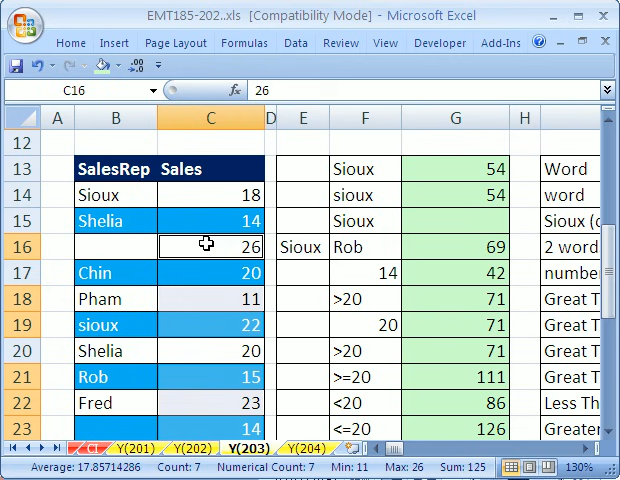 EMT185-202..xls [Compatibility Mode] - Microsoft Excel
Home Insert Page Layout Formulas Data Review View Developer Add-Ins
C16 fx 26
A B C D E F G H
12
13 SalesRep Sales Sioux 54 Word
14 Sioux 18 sioux 54 word
15 Shelia 14 Sioux Sioux (c
16 26 Sioux Rob 69 2 word
17 Chin 20 14 42 number
18 Pham 11 >20 71 Great T
19 sioux 22 20 71 Great T
20 Shelia 20 >20 71 Great T
21 Rob 15 >=20 111 Great T
22 Fred 23 <20 86 Less Th
23 14 <=20 126 Greater
Y(201) Y(202) Y(203) Y(204)
Average: 17.85714286 Count: 7 Numerical Count: 7 Min: 11 Max: 26 Sum: 125 130%